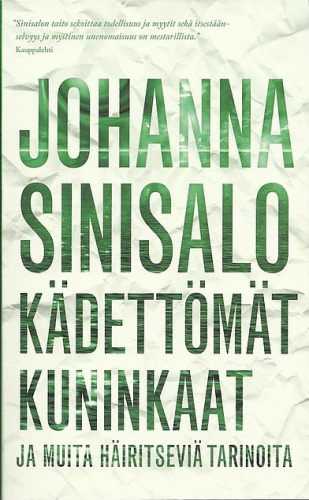 "Sinisalon taito sekoittaa todellisuus ja myytit sekä itsestään-
selvyys ja mystinen unenomaisuus on mestarillista."
Kauppalehti
JOHANNA
SINISALO
KÄDETTÖMÄT
KUNINKAAT
JA MUITA HÄIRITSEVIÄ TARINOITA